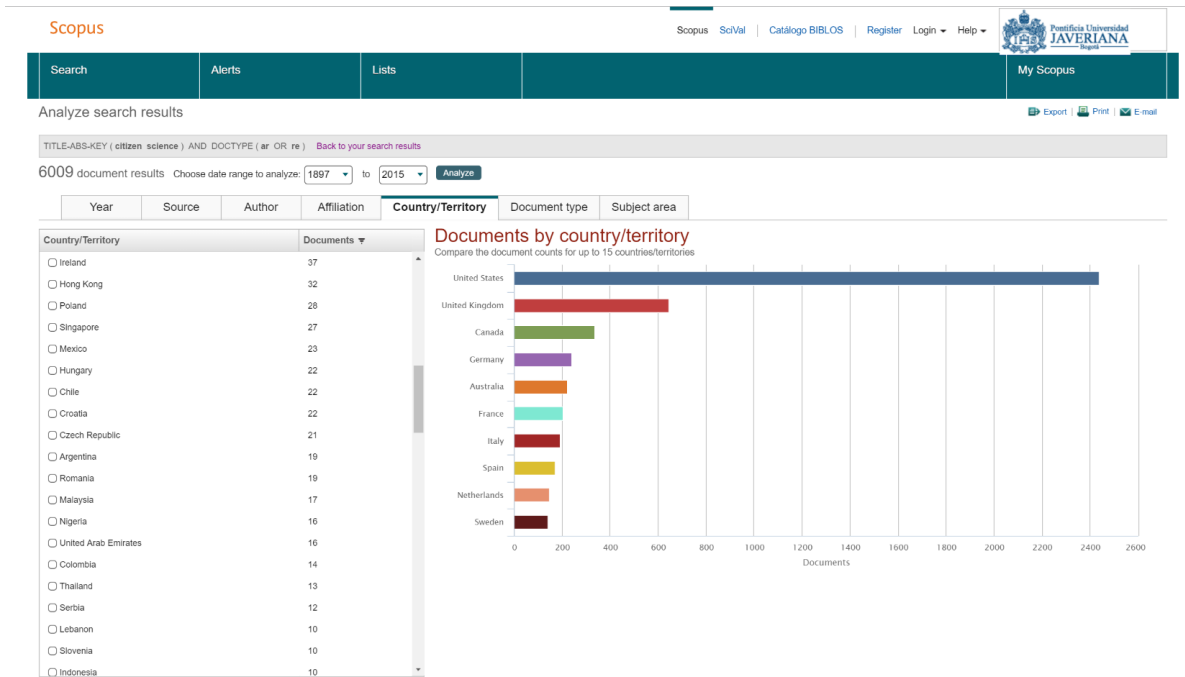 Scopus
Scopus SciVal Catálogo BIBLOS Register Login Help
Pontificia Universidad
JAVERIANA
Bogotá
Search Alerts Lists My Scopus
Analyze search results
Export Print E-mail
TITLE-ABS-KEY ( citizen science ) AND DOCTYPE ( ar OR re ) Back to your search results
6009 document results Choose date range to analyze: 1897 to 2015 Analyze
Year Source Author Affiliation Country/Territory Document type Subject area
Country/Territory Documents
Ireland 37
Hong Kong 32
Poland 28
Singapore 27
Mexico 23
Hungary 22
Chile 22
Croatia 22
Czech Republic 21
Argentina 19
Romania 19
Malaysia 17
Nigeria 16
United Arab Emirates 16
Colombia 14
Thailand 13
Serbia 12
Lebanon 10
Slovenia 10
Indonesia 10
Documents by country/territory
Compare the document counts for up to 15 countries/territories
United States
United Kingdom
Canada
Germany
Australia
France
Italy
Spain
Netherlands
Sweden
0 200 400 600 800 1000 1200 1400 1600 1800 2000 2200 2400 2600
Documents